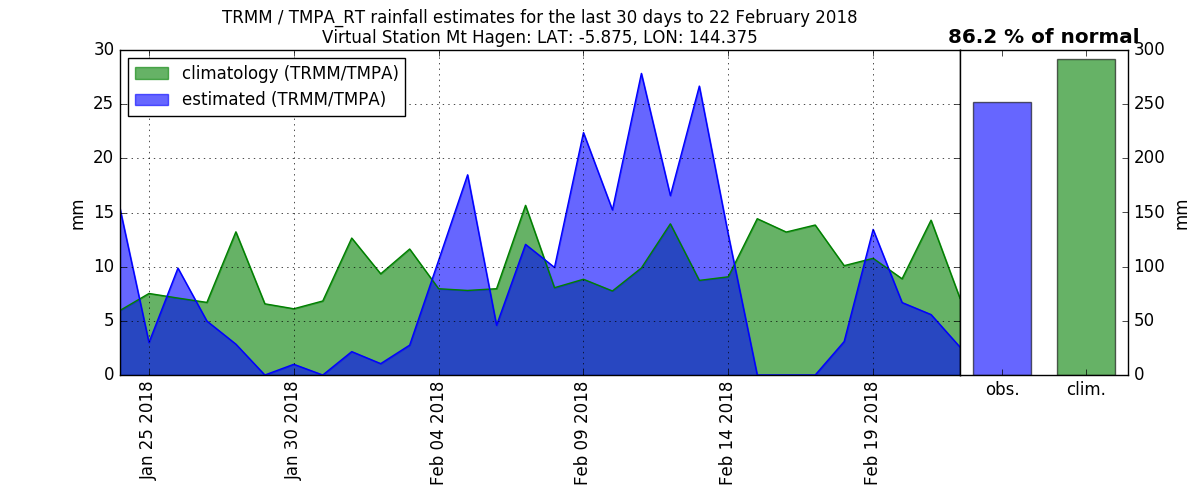 TRMM / TMPA_RT rainfall estimates for the last 30 days to 22 February 2018
Virtual Station Mt Hagen: LAT: -5.875, LON: 144.375
86.2 % of normal
climatology (TRMM/TMPA)
estimated (TRMM/TMPA)
30
25
20
15
10
5
0
mm
Jan 25 2018
Jan 30 2018
Feb 04 2018
Feb 09 2018
Feb 14 2018
Feb 19 2018
300
250
200
150
100
50
0
mm
obs.
clim.